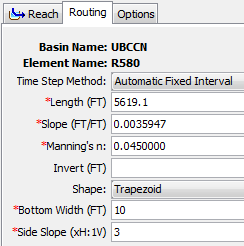 Reach Routing Options
Basin Name: UBCCN
Element Name: R580
Time Step Method: Automatic Fixed Interval
*Length (FT) 5619.1
*Slope (FT/FT) 0.0035947
*Manning's n: 0.0450000
Invert (FT)
Shape: Trapezoid
*Bottom Width (FT) 10
*Side Slope (xH:1V) 3